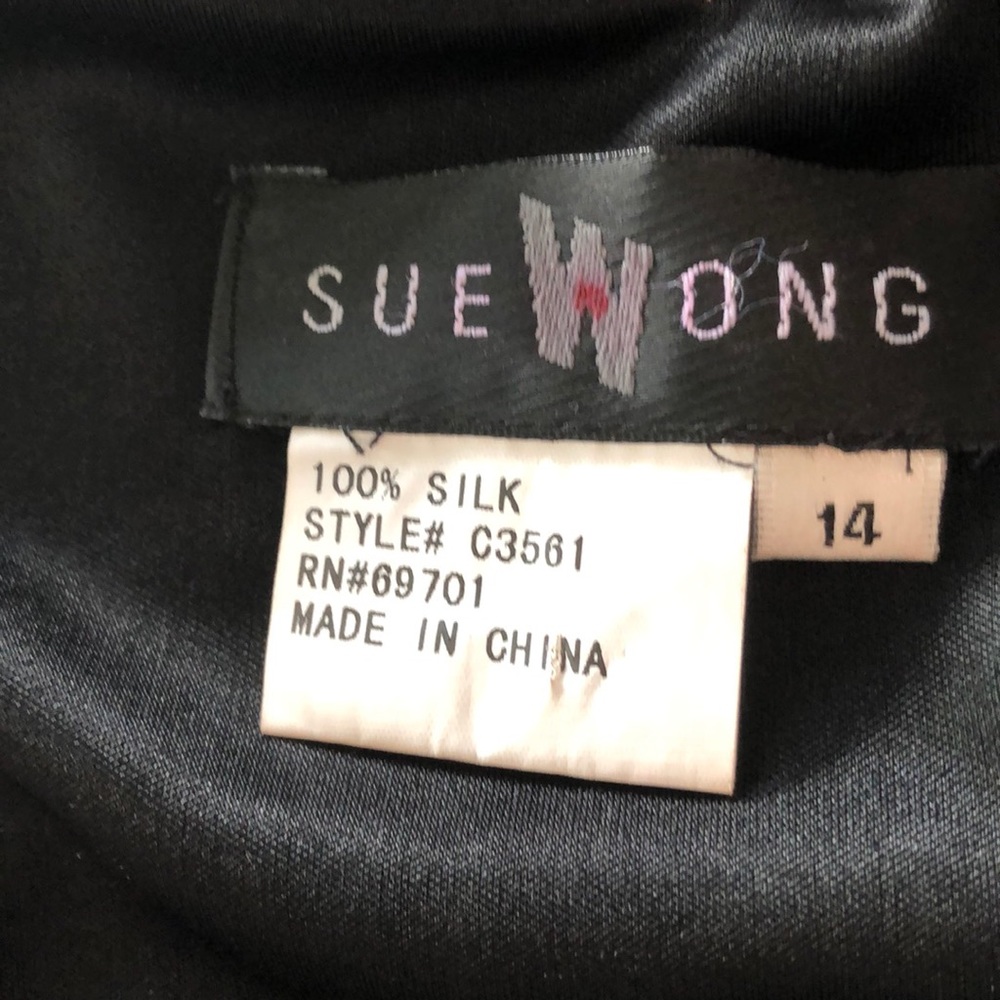 SUE WONG
100% SILK
STYLE# C3561
RN#69701
MADE IN CHINA
14